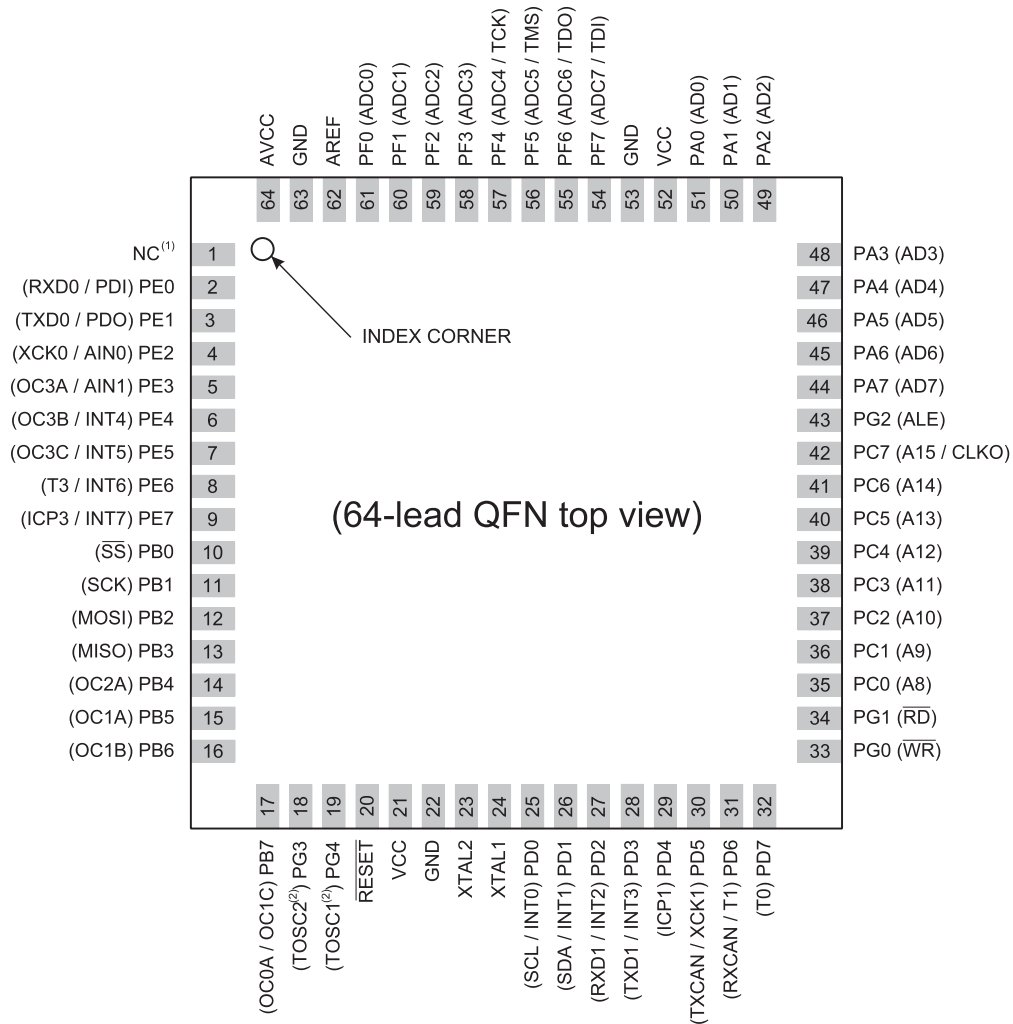 AVCC
GND
AREF
PF0 (ADC0)
PF1 (ADC1)
PF2 (ADC2)
PF3 (ADC3)
PF4 (ADC4 / TCK)
PF5 (ADC5 / TMS)
PF6 (ADC6 / TDO)
PF7 (ADC7 / TDI)
GND
VCC
PA0 (AD0)
PA1 (AD1)
PA2 (AD2)
64
63
62
61
60
59
58
57
56
55
54
53
52
51
50
49
NC(1) 1
(RXD0 / PDI) PE0 2
(TXD0 / PDO) PE1 3
(XCK0 / AIN0) PE2 4
(OC3A / AIN1) PE3 5
(OC3B / INT4) PE4 6
(OC3C / INT5) PE5 7
(T3 / INT6) PE6 8
(ICP3 / INT7) PE7 9
(SS) PB0 10
(SCK) PB1 11
(MOSI) PB2 12
(MISO) PB3 13
(OC2A) PB4 14
(OC1A) PB5 15
(OC1B) PB6 16
INDEX CORNER
(64-lead QFN top view)
48 PA3 (AD3)
47 PA4 (AD4)
46 PA5 (AD5)
45 PA6 (AD6)
44 PA7 (AD7)
43 PG2 (ALE)
42 PC7 (A15 / CLKO)
41 PC6 (A14)
40 PC5 (A13)
39 PC4 (A12)
38 PC3 (A11)
37 PC2 (A10)
36 PC1 (A9)
35 PC0 (A8)
34 PG1 (RD)
33 PG0 (WR)
17
18
19
20
21
22
23
24
25
26
27
28
29
30
31
32
(OC0A / OC1C) PB7
(TOSC2(2)) PG3
(TOSC1(2)) PG4
RESET
VCC
GND
XTAL2
XTAL1
(SCL / INT0) PD0
(SDA / INT1) PD1
(RXD1 / INT2) PD2
(TXD1 / INT3) PD3
(ICP1) PD4
(TXCAN / XCK1) PD5
(RXCAN / T1) PD6
(T0) PD7